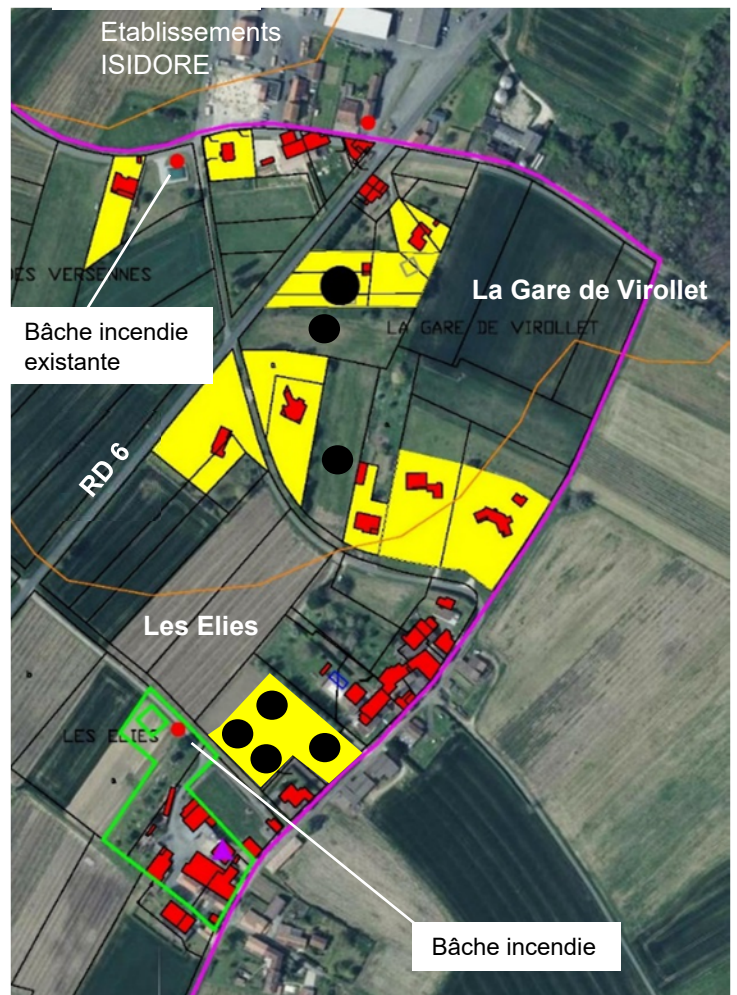 Etablissements
ISIDORE
DES VERSENNES
La Gare de Virollet
LA GARE DE VIROLLET
Bâche incendie
existante
RD 6
Les Elies
LES ELIES
Bâche incendie